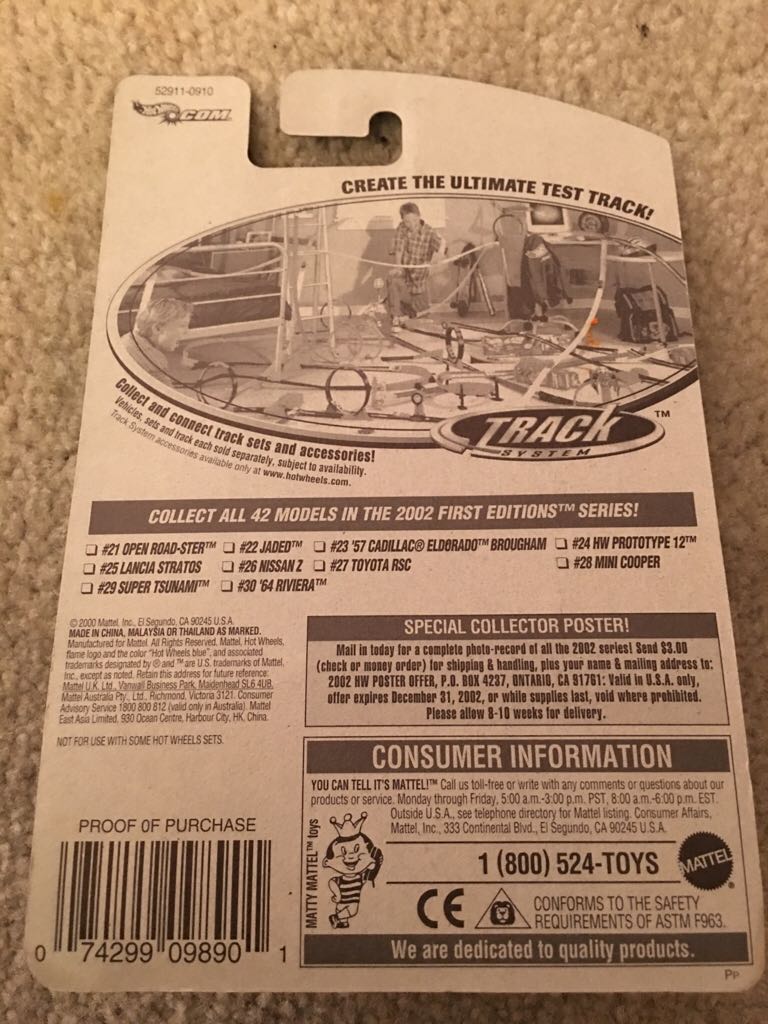 52911-0910
HOT WHEELS .COM
CREATE THE ULTIMATE TEST TRACK!
Collect and connect track sets and accessories!
Vehicles, sets and track each sold separately, subject to availability.
Track System accessories available only at www.hotwheels.com.
TRACK™
SYSTEM
COLLECT ALL 42 MODELS IN THE 2002 FIRST EDITIONS™ SERIES!
☐ #21 OPEN ROAD-STER™ ☐ #22 JADED™ ☐ #23 '57 CADILLAC® ELDORADO™ BROUGHAM ☐ #24 HW PROTOTYPE 12™
☐ #25 LANCIA STRATOS ☐ #26 NISSAN Z ☐ #27 TOYOTA RSC ☐ #28 MINI COOPER
☐ #29 SUPER TSUNAMI™ ☐ #30 '64 RIVIERA™
© 2000 Mattel, Inc., El Segundo, CA 90245 U.S.A.
MADE IN CHINA, MALAYSIA OR THAILAND AS MARKED.
Manufactured for Mattel. All Rights Reserved. Mattel, Hot Wheels,
flame logo and the color "Hot Wheels blue", and associated
trademarks designated by ® and ™ are U.S. trademarks of Mattel,
Inc., except as noted. Retain this address for future reference:
Mattel U.K. Ltd., Vanwall Business Park, Maidenhead SL6 4UB.
Mattel Australia Pty., Ltd., Richmond, Victoria 3121. Consumer
Advisory Service 1800 800 812 (valid only in Australia). Mattel
East Asia Limited, 930 Ocean Centre, Harbour City, HK, China.
NOT FOR USE WITH SOME HOT WHEELS SETS.
SPECIAL COLLECTOR POSTER!
Mail in today for a complete photo-record of all the 2002 series! Send $3.00
(check or money order) for shipping & handling, plus your name & mailing address to:
2002 HW POSTER OFFER, P.O. BOX 4237, ONTARIO, CA 91761: Valid in U.S.A. only,
offer expires December 31, 2002, or while supplies last, void where prohibited.
Please allow 8-10 weeks for delivery.
CONSUMER INFORMATION
YOU CAN TELL IT'S MATTEL!™ Call us toll-free or write with any comments or questions about our
products or service. Monday through Friday, 5:00 a.m.-3:00 p.m. PST, 8:00 a.m.-6:00 p.m. EST.
Outside U.S.A., see telephone directory for Mattel listing. Consumer Affairs,
Mattel, Inc., 333 Continental Blvd., El Segundo, CA 90245 U.S.A.
MATTY MATTEL™ toys
1 (800) 524-TOYS
MATTEL®
CE
CONFORMS TO THE SAFETY
REQUIREMENTS OF ASTM F963.
We are dedicated to quality products.
PROOF OF PURCHASE
0 74299 09890 1
PP